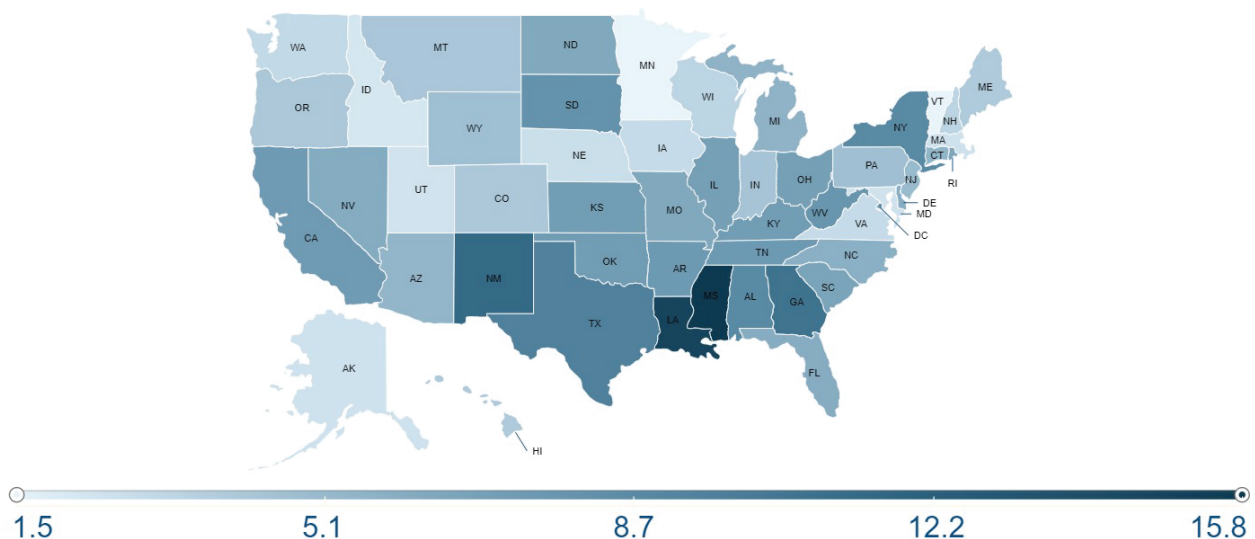 WA
MT
ND
MN
ME
OR
ID
SD
WI
VT
NH
NY
MA
MI
CT
WY
RI
IA
PA
NE
NJ
NV
UT
CO
IL
IN
OH
DE
MD
CA
KS
MO
WV
VA
DC
KY
AZ
NM
OK
AR
TN
NC
SC
TX
LA
MS
AL
GA
FL
AK
HI
1.5 5.1 8.7 12.2 15.8